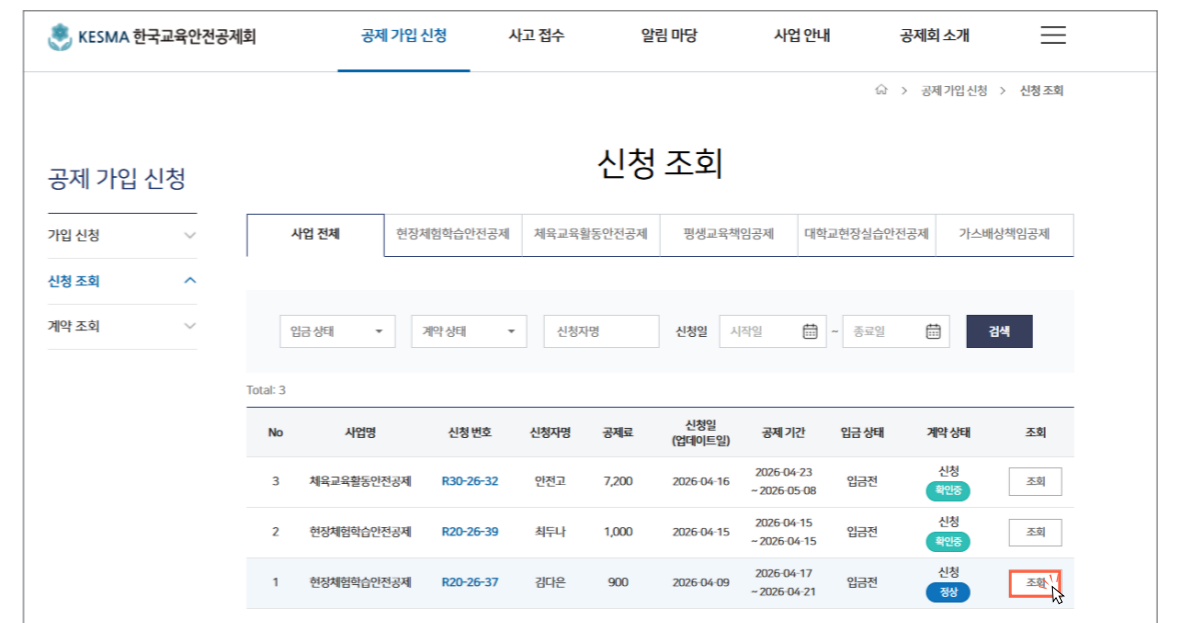 KESMA 한국교육안전공제회
공제 가입 신청 사고 접수 알림 마당 사업 안내 공제회 소개
> 공제 가입 신청 > 신청 조회
신청 조회
공제 가입 신청
가입 신청
신청 조회
계약 조회
사업 전체 현장체험학습안전공제 체육교육활동안전공제 평생교육책임공제 대학교현장실습안전공제 가스배상책임공제
입금 상태 계약 상태 신청자명 신청일 시작일 ~ 종료일 검색
Total: 3
No 사업명 신청 번호 신청자명 공제료 신청일 (업데이트일) 공제 기간 입금 상태 계약 상태 조회
3 체육교육활동안전공제 R30-26-32 안전고 7,200 2026-04-16 2026-04-23 ~ 2026-05-08 입금전 신청 확인중 조회
2 현장체험학습안전공제 R20-26-39 최두나 1,000 2026-04-15 2026-04-15 ~ 2026-04-15 입금전 신청 확인중 조회
1 현장체험학습안전공제 R20-26-37 김다은 900 2026-04-09 2026-04-17 ~ 2026-04-21 입금전 신청 정상 조회